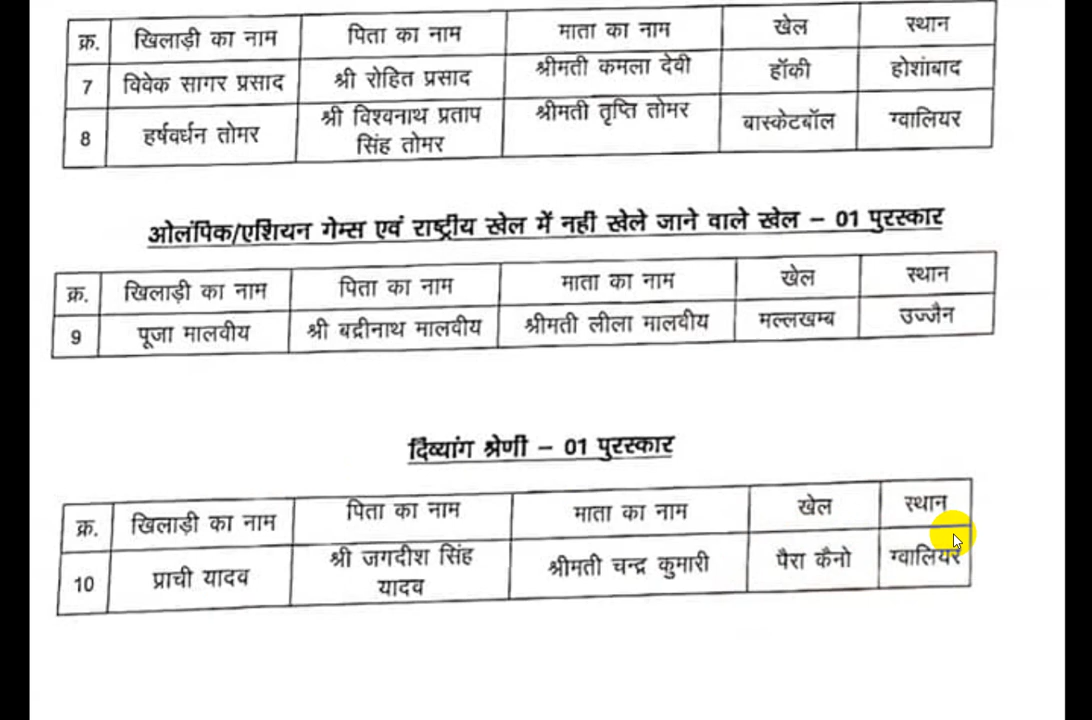 क्र. खिलाड़ी का नाम पिता का नाम माता का नाम खेल स्थान
7 विवेक सागर प्रसाद श्री रोहित प्रसाद श्रीमती कमला देवी हॉकी होशांबाद
8 हर्षवर्धन तोमर श्री विश्वनाथ प्रताप सिंह तोमर श्रीमती तृप्ति तोमर बास्केटबॉल ग्वालियर
ओलंपिक/एशियन गेम्स एवं राष्ट्रीय खेल में नही खेले जाने वाले खेल – 01 पुरस्कार
क्र. खिलाड़ी का नाम पिता का नाम माता का नाम खेल स्थान
9 पूजा मालवीय श्री बद्रीनाथ मालवीय श्रीमती लीला मालवीय मल्लखम्ब उज्जैन
दिव्यांग श्रेणी – 01 पुरस्कार
क्र. खिलाड़ी का नाम पिता का नाम माता का नाम खेल स्थान
10 प्राची यादव श्री जगदीश सिंह यादव श्रीमती चन्द्र कुमारी पैरा कैनो ग्वालियर